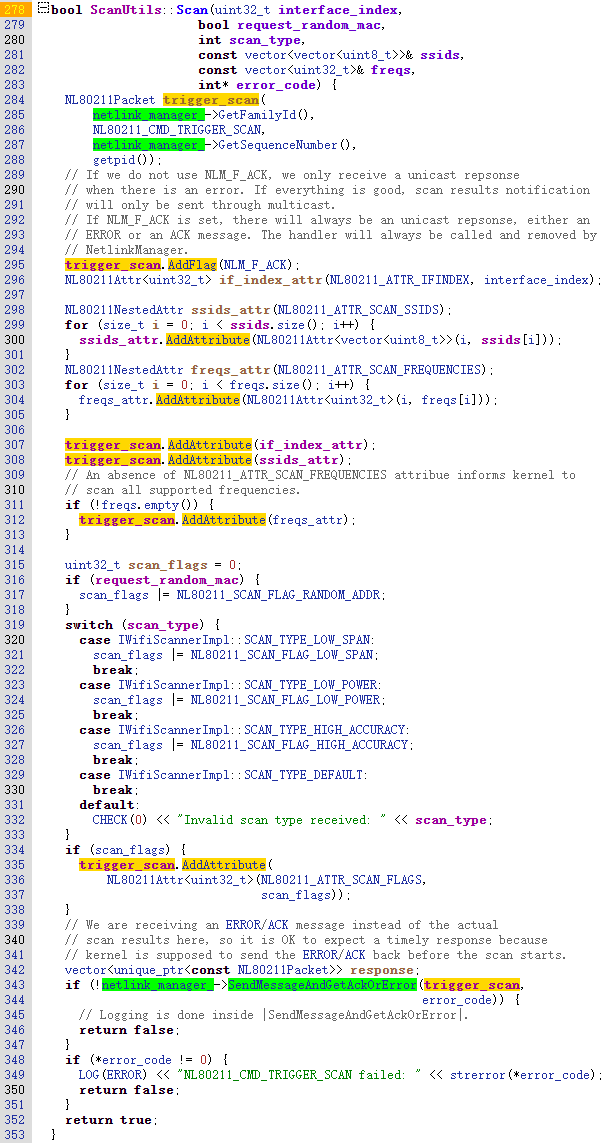 278 bool ScanUtils::Scan(uint32_t interface_index,
279 bool request_random_mac,
280 int scan_type,
281 const vector<vector<uint8_t>>& ssids,
282 const vector<uint32_t>& freqs,
283 int* error_code) {
284 NL80211Packet trigger_scan(
285 netlink_manager_->GetFamilyId(),
286 NL80211_CMD_TRIGGER_SCAN,
287 netlink_manager_->GetSequenceNumber(),
288 getpid());
289 // If we do not use NLM_F_ACK, we only receive a unicast repsonse
290 // when there is an error. If everything is good, scan results notification
291 // will only be sent through multicast.
292 // If NLM_F_ACK is set, there will always be an unicast repsonse, either an
293 // ERROR or an ACK message. The handler will always be called and removed by
294 // NetlinkManager.
295 trigger_scan.AddFlag(NLM_F_ACK);
296 NL80211Attr<uint32_t> if_index_attr(NL80211_ATTR_IFINDEX, interface_index);
297
298 NL80211NestedAttr ssids_attr(NL80211_ATTR_SCAN_SSIDS);
299 for (size_t i = 0; i < ssids.size(); i++) {
300 ssids_attr.AddAttribute(NL80211Attr<vector<uint8_t>>(i, ssids[i]));
301 }
302 NL80211NestedAttr freqs_attr(NL80211_ATTR_SCAN_FREQUENCIES);
303 for (size_t i = 0; i < freqs.size(); i++) {
304 freqs_attr.AddAttribute(NL80211Attr<uint32_t>(i, freqs[i]));
305 }
306
307 trigger_scan.AddAttribute(if_index_attr);
308 trigger_scan.AddAttribute(ssids_attr);
309 // An absence of NL80211_ATTR_SCAN_FREQUENCIES attribue informs kernel to
310 // scan all supported frequencies.
311 if (!freqs.empty()) {
312 trigger_scan.AddAttribute(freqs_attr);
313 }
314
315 uint32_t scan_flags = 0;
316 if (request_random_mac) {
317 scan_flags |= NL80211_SCAN_FLAG_RANDOM_ADDR;
318 }
319 switch (scan_type) {
320 case IWifiScannerImpl::SCAN_TYPE_LOW_SPAN:
321 scan_flags |= NL80211_SCAN_FLAG_LOW_SPAN;
322 break;
323 case IWifiScannerImpl::SCAN_TYPE_LOW_POWER:
324 scan_flags |= NL80211_SCAN_FLAG_LOW_POWER;
325 break;
326 case IWifiScannerImpl::SCAN_TYPE_HIGH_ACCURACY:
327 scan_flags |= NL80211_SCAN_FLAG_HIGH_ACCURACY;
328 break;
329 case IWifiScannerImpl::SCAN_TYPE_DEFAULT:
330 break;
331 default:
332 CHECK(0) << "Invalid scan type received: " << scan_type;
333 }
334 if (scan_flags) {
335 trigger_scan.AddAttribute(
336 NL80211Attr<uint32_t>(NL80211_ATTR_SCAN_FLAGS,
337 scan_flags));
338 }
339 // We are receiving an ERROR/ACK message instead of the actual
340 // scan results here, so it is OK to expect a timely response because
341 // kernel is supposed to send the ERROR/ACK back before the scan starts.
342 vector<unique_ptr<const NL80211Packet>> response;
343 if (!netlink_manager_->SendMessageAndGetAckOrError(trigger_scan,
344 error_code)) {
345 // Logging is done inside |SendMessageAndGetAckOrError|.
346 return false;
347 }
348 if (*error_code != 0) {
349 LOG(ERROR) << "NL80211_CMD_TRIGGER_SCAN failed: " << strerror(*error_code);
350 return false;
351 }
352 return true;
353 }